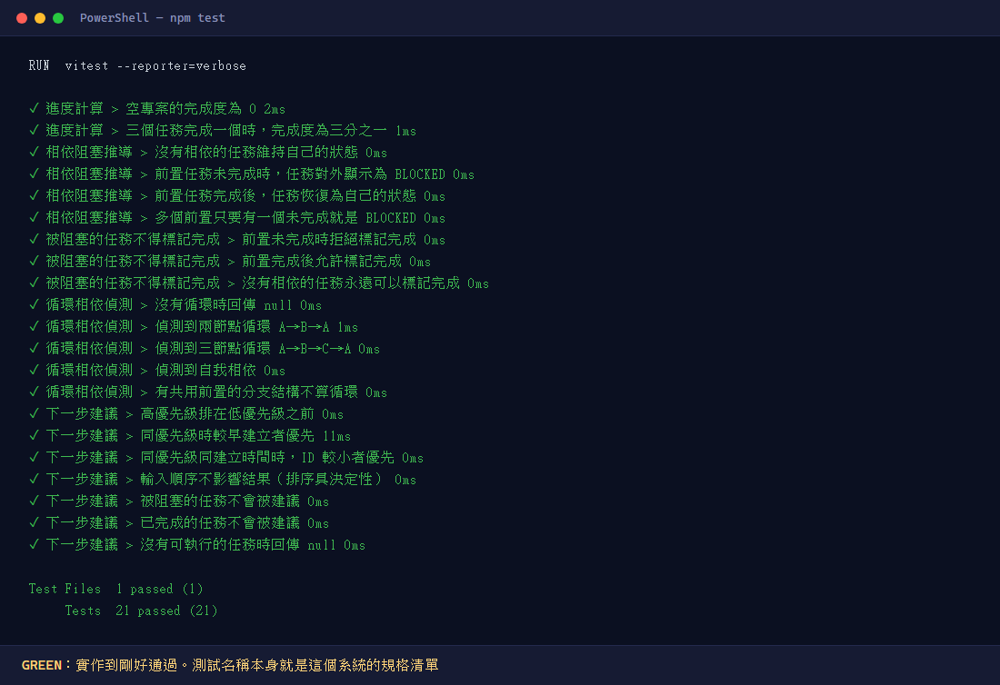 PowerShell — npm test
RUN  vitest --reporter=verbose
✓ 進度計算 > 空專案的完成度為 0 2ms
✓ 進度計算 > 三個任務完成一個時，完成度為三分之一 1ms
✓ 相依阻塞推導 > 沒有相依的任務維持自己的狀態 0ms
✓ 相依阻塞推導 > 前置任務未完成時，任務對外顯示為 BLOCKED 0ms
✓ 相依阻塞推導 > 前置任務完成後，任務恢復為自己的狀態 0ms
✓ 相依阻塞推導 > 多個前置只要有一個未完成就是 BLOCKED 0ms
✓ 被阻塞的任務不得標記完成 > 前置未完成時拒絕標記完成 0ms
✓ 被阻塞的任務不得標記完成 > 前置完成後允許標記完成 0ms
✓ 被阻塞的任務不得標記完成 > 沒有相依的任務永遠可以標記完成 0ms
✓ 循環相依偵測 > 沒有循環時回傳 null 0ms
✓ 循環相依偵測 > 偵測到兩節點循環 A→B→A 1ms
✓ 循環相依偵測 > 偵測到三節點循環 A→B→C→A 0ms
✓ 循環相依偵測 > 偵測到自我相依 0ms
✓ 循環相依偵測 > 有共用前置的分支結構不算循環 0ms
✓ 下一步建議 > 高優先級排在低優先級之前 0ms
✓ 下一步建議 > 同優先級時較早建立者優先 11ms
✓ 下一步建議 > 同優先級同建立時間時，ID 較小者優先 0ms
✓ 下一步建議 > 輸入順序不影響結果（排序具決定性） 0ms
✓ 下一步建議 > 被阻塞的任務不會被建議 0ms
✓ 下一步建議 > 已完成的任務不會被建議 0ms
✓ 下一步建議 > 沒有可執行的任務時回傳 null 0ms
Test Files  1 passed (1)
Tests  21 passed (21)
GREEN：實作到剛好通過。測試名稱本身就是這個系統的規格清單